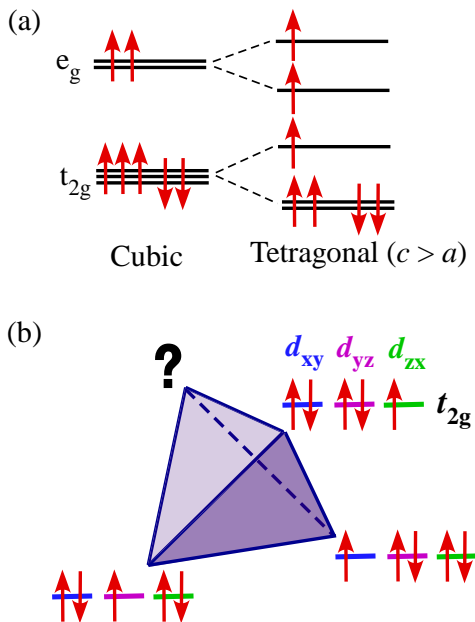 (a)
e_g
t_2g
Cubic
Tetragonal (c > a)
(b)
?
d_xy d_yz d_zx
t_2g